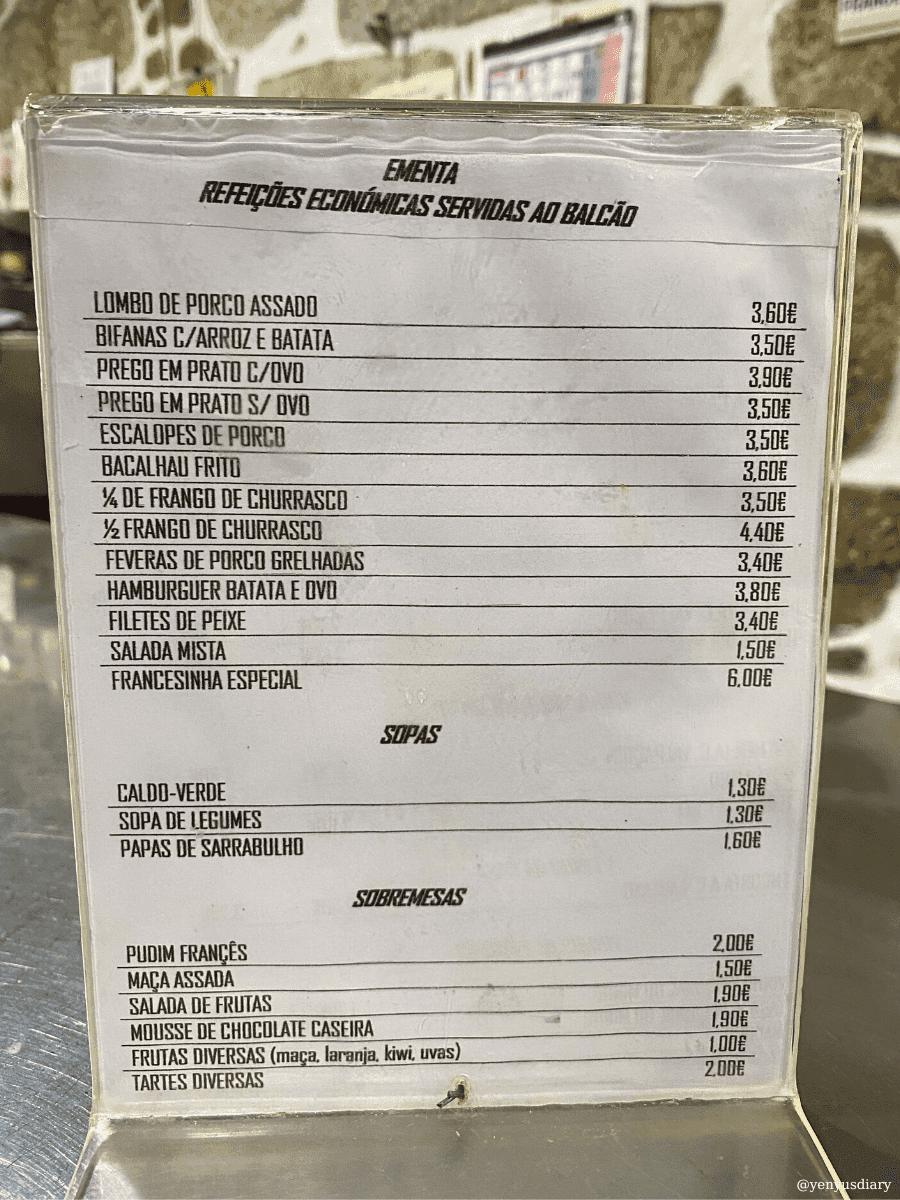 EMENTA
REFEIÇÕES ECONÓMICAS SERVIDAS AO BALCÃO
LOMBO DE PORCO ASSADO 3,60€
BIFANAS C/ARROZ E BATATA 3,50€
PREGO EM PRATO C/OVO 3,90€
PREGO EM PRATO S/ OVO 3,50€
ESCALOPES DE PORCO 3,50€
BACALHAU FRITO 3,60€
¼ DE FRANGO DE CHURRASCO 3,50€
½ FRANGO DE CHURRASCO 4,40€
FEVERAS DE PORCO GRELHADAS 3,40€
HAMBURGUER BATATA E OVO 3,80€
FILETES DE PEIXE 3,40€
SALADA MISTA 1,50€
FRANCESINHA ESPECIAL 6,00€
SOPAS
CALDO-VERDE 1,30€
SOPA DE LEGUMES 1,30€
PAPAS DE SARRABULHO 1,60€
SOBREMESAS
PUDIM FRANÇÊS 2,00€
MAÇA ASSADA 1,50€
SALADA DE FRUTAS 1,90€
MOUSSE DE CHOCOLATE CASEIRA 1,90€
FRUTAS DIVERSAS (maça, laranja, kiwi, uvas) 1,00€
TARTES DIVERSAS 2,00€
@yenyusdiary